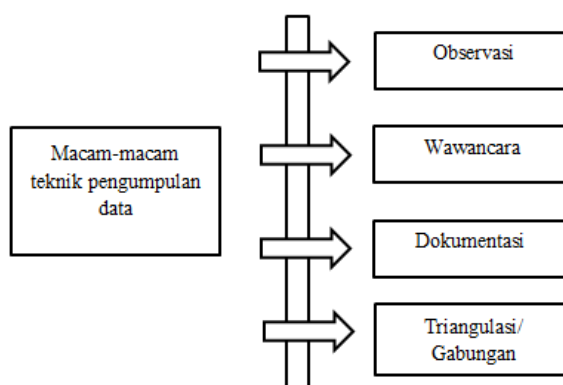 Macam-macam
teknik pengumpulan
data
Observasi
Wawancara
Dokumentasi
Triangulasi/
Gabungan